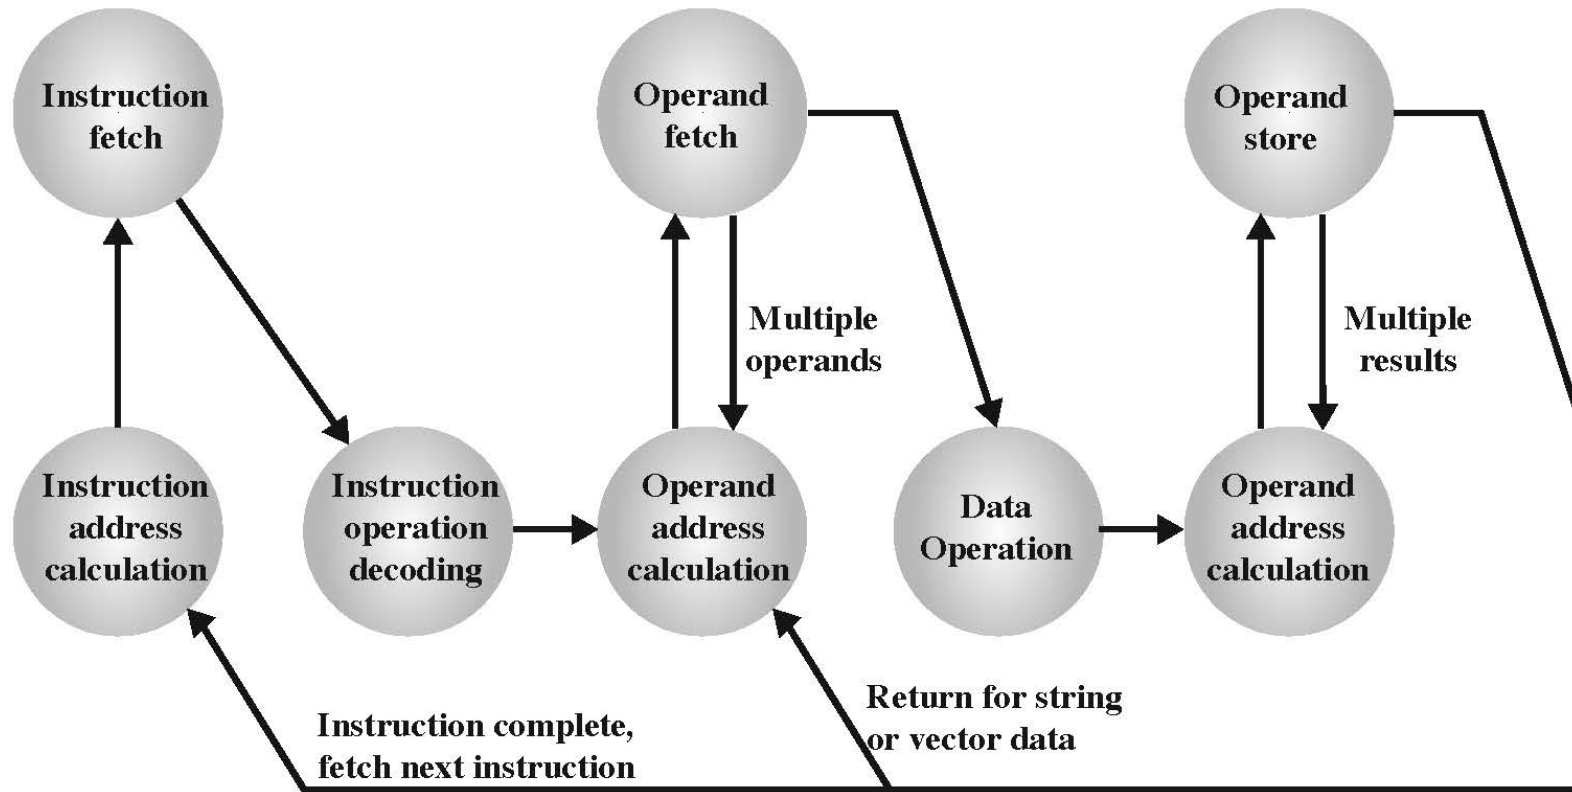 Instruction
fetch
Operand
fetch
Operand
store
Multiple
operands
Multiple
results
Instruction
address
calculation
Instruction
operation
decoding
Operand
address
calculation
Data
Operation
Operand
address
calculation
Instruction complete,
fetch next instruction
Return for string
or vector data